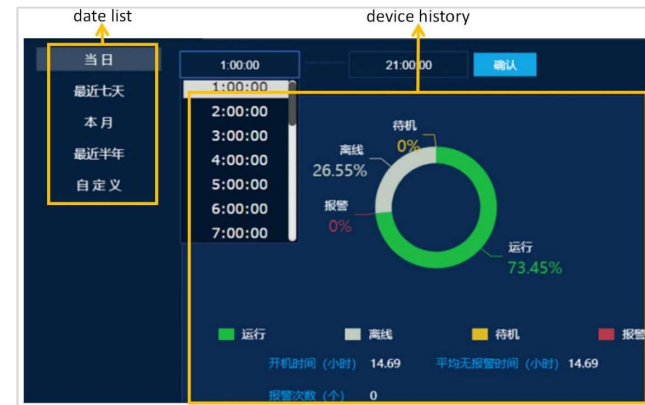 date list
device history
当日
最近七天
本月
最近半年
自定义
1:00:00
21:00:00
确认
1:00:00
2:00:00
3:00:00
4:00:00
5:00:00
6:00:00
7:00:00
待机
0%
离线
26.55%
报警
0%
运行
73.45%
运行
离线
待机
报警
开机时间（小时） 14.69
平均无报警时间（小时） 14.69
报警次数（个） 0